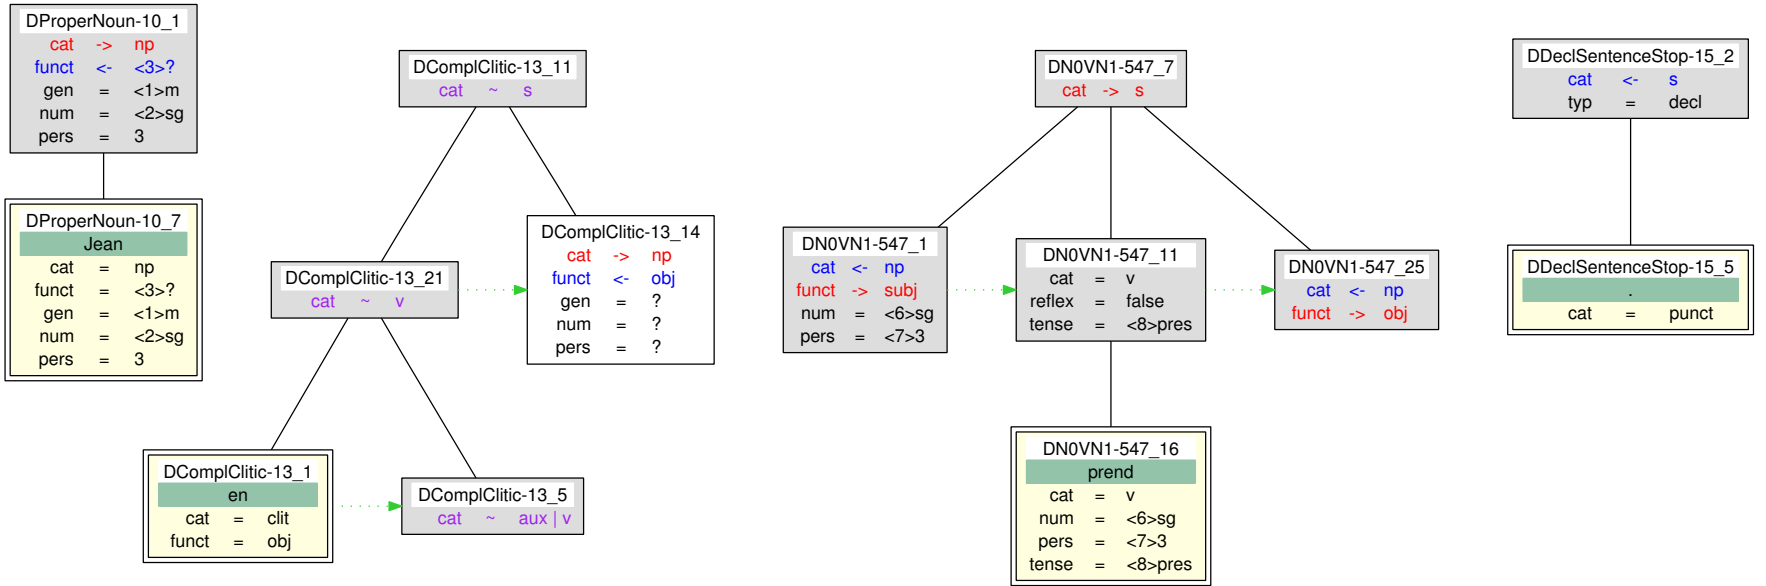 DProperNoun-10_1
cat -> np
funct <- <3>?
gen = <1>m
num = <2>sg
pers = 3
DProperNoun-10_7
Jean
cat = np
funct = <3>?
gen = <1>m
num = <2>sg
pers = 3
DComplClitic-13_11
cat ~ s
DComplClitic-13_21
cat ~ v
DComplClitic-13_14
cat -> np
funct <- obj
gen = ?
num = ?
pers = ?
DComplClitic-13_1
en
cat = clit
funct = obj
DComplClitic-13_5
cat ~ aux | v
DN0VN1-547_7
cat -> s
DN0VN1-547_1
cat <- np
funct -> subj
num = <6>sg
pers = <7>3
DN0VN1-547_11
cat = v
reflex = false
tense = <8>pres
DN0VN1-547_25
cat <- np
funct -> obj
DN0VN1-547_16
prend
cat = v
num = <6>sg
pers = <7>3
tense = <8>pres
DDeclSentenceStop-15_2
cat <- s
typ = decl
DDeclSentenceStop-15_5
.
cat = punct